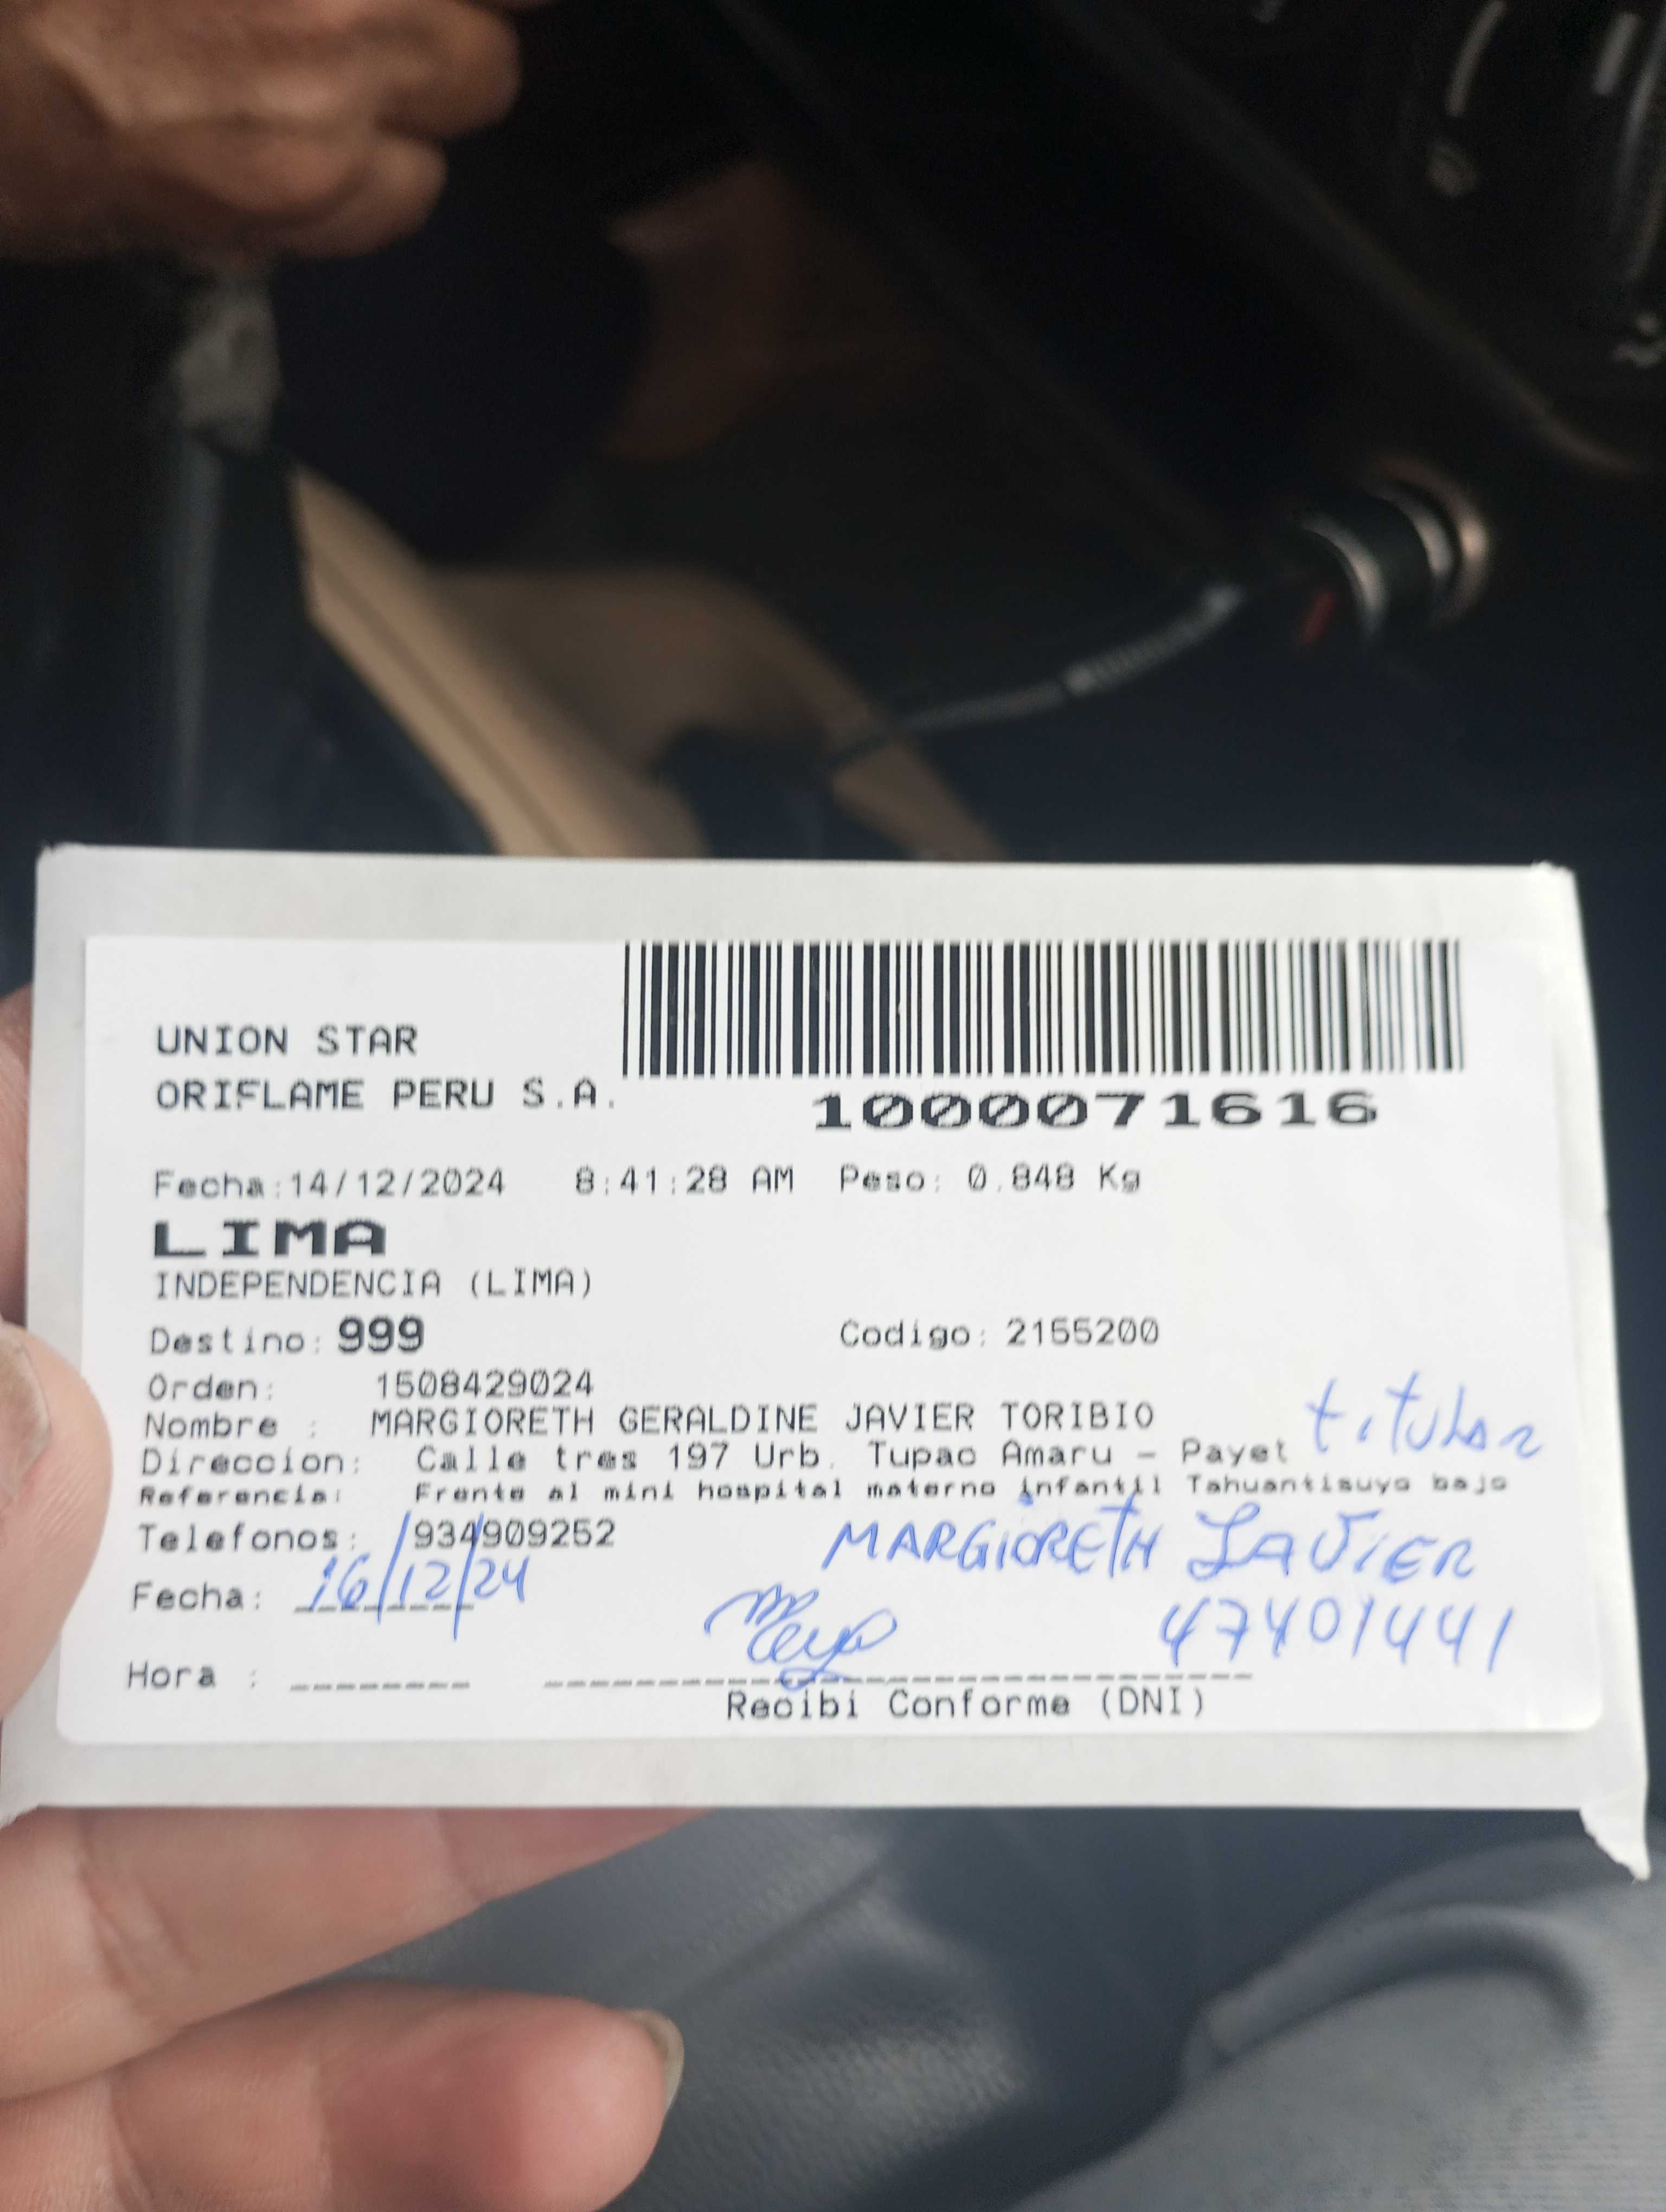 UNION STAR
ORIFLAME PERU S.A.
1000071616
Fecha:14/12/2024 8:41:28 AM Peso: 0.848 Kg
LIMA
INDEPENDENCIA (LIMA)
Destino: 999 Codigo: 2155200
Orden: 1508429024
Nombre : MARGIORETH GERALDINE JAVIER TORIBIO titular
Direccion: Calle tres 197 Urb. Tupac Amaru - Payet
Referencia: Frente al mini hospital materno infantil Tahuantisuyo bajo
Telefonos: 934909252 MARGIORETH JAVIER
Fecha: 16/12/24 47401441
Hora :
Recibi Conforme (DNI)